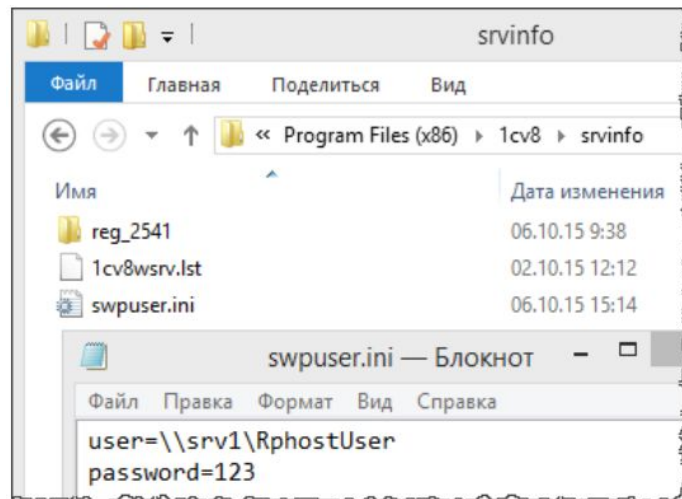 srvinfo
Файл Главная Поделиться Вид
« Program Files (x86) 1cv8 srvinfo
Имя Дата изменения
reg_2541 06.10.15 9:38
1cv8wsrv.lst 02.10.15 12:12
swpuser.ini 06.10.15 15:14
swpuser.ini — Блокнот
Файл Правка Формат Вид Справка
user=\\srv1\RphostUser
password=123